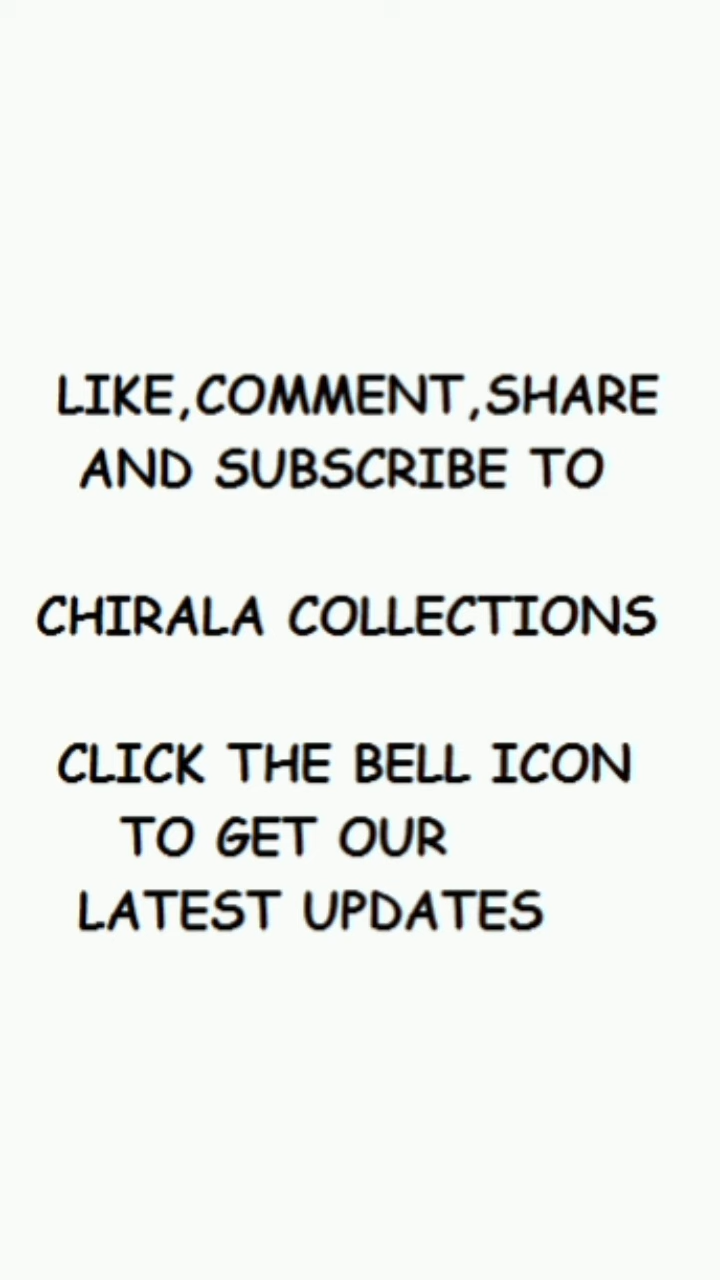 LIKE,COMMENT,SHARE
AND SUBSCRIBE TO
CHIRALA COLLECTIONS
CLICK THE BELL ICON
TO GET OUR
LATEST UPDATES